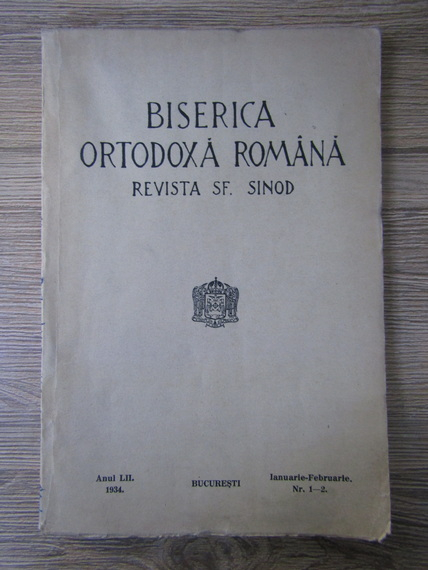 BISERICA
ORTODOXĂ ROMÂNĂ
REVISTA SF. SINOD
Anul LII.
1934.
BUCUREȘTI
Ianuarie-Februarie.
Nr. 1—2.